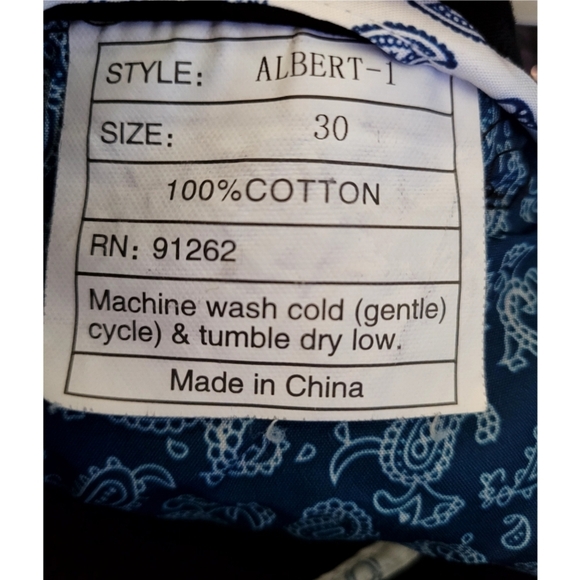 STYLE: ALBERT-1
SIZE: 30
100%COTTON
RN: 91262
Machine wash cold (gentle)
cycle) & tumble dry low.
Made in China